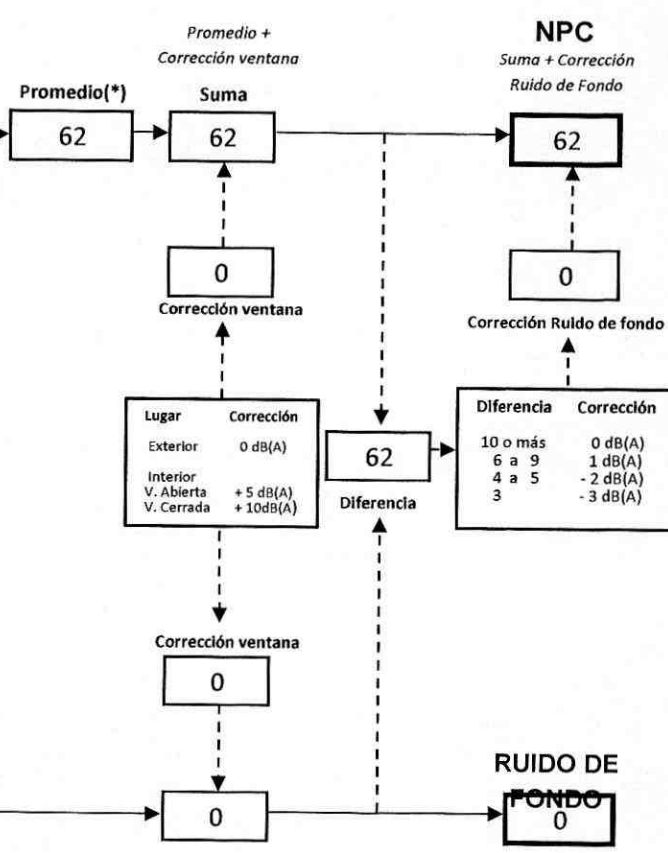 Promedio +
Corrección ventana
NPC
Suma + Corrección
Ruido de Fondo
Promedio(*)
Suma
62
62
62
0
Corrección ventana
0
Corrección Ruido de fondo
Lugar Corrección
Exterior 0 dB(A)
Interior
V. Abierta + 5 dB(A)
V. Cerrada + 10dB(A)
62
Diferencia
Diferencia Corrección
10 o más 0 dB(A)
6 a 9 1 dB(A)
4 a 5 - 2 dB(A)
3 - 3 dB(A)
Corrección ventana
0
0
RUIDO DE
FONDO
0